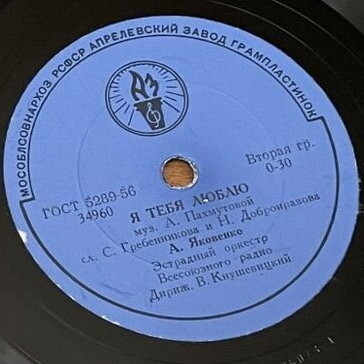 МОСОБЛСОВНАРХОЗ РСФСР АПРЕЛЕВСКИЙ ЗАВОД ГРАМПЛАСТИНОК
АЗ
ГОСТ 5289-56
34960
Вторая гр.
0-30
Я ТЕБЯ ЛЮБЛЮ
муз. А. Пахмутовой
сл. С. Гребенникова и Н. Добронравова
А. Яковенко
Эстрадный оркестр
Всесоюзного радио
Дириж. В. Кнушевицкий